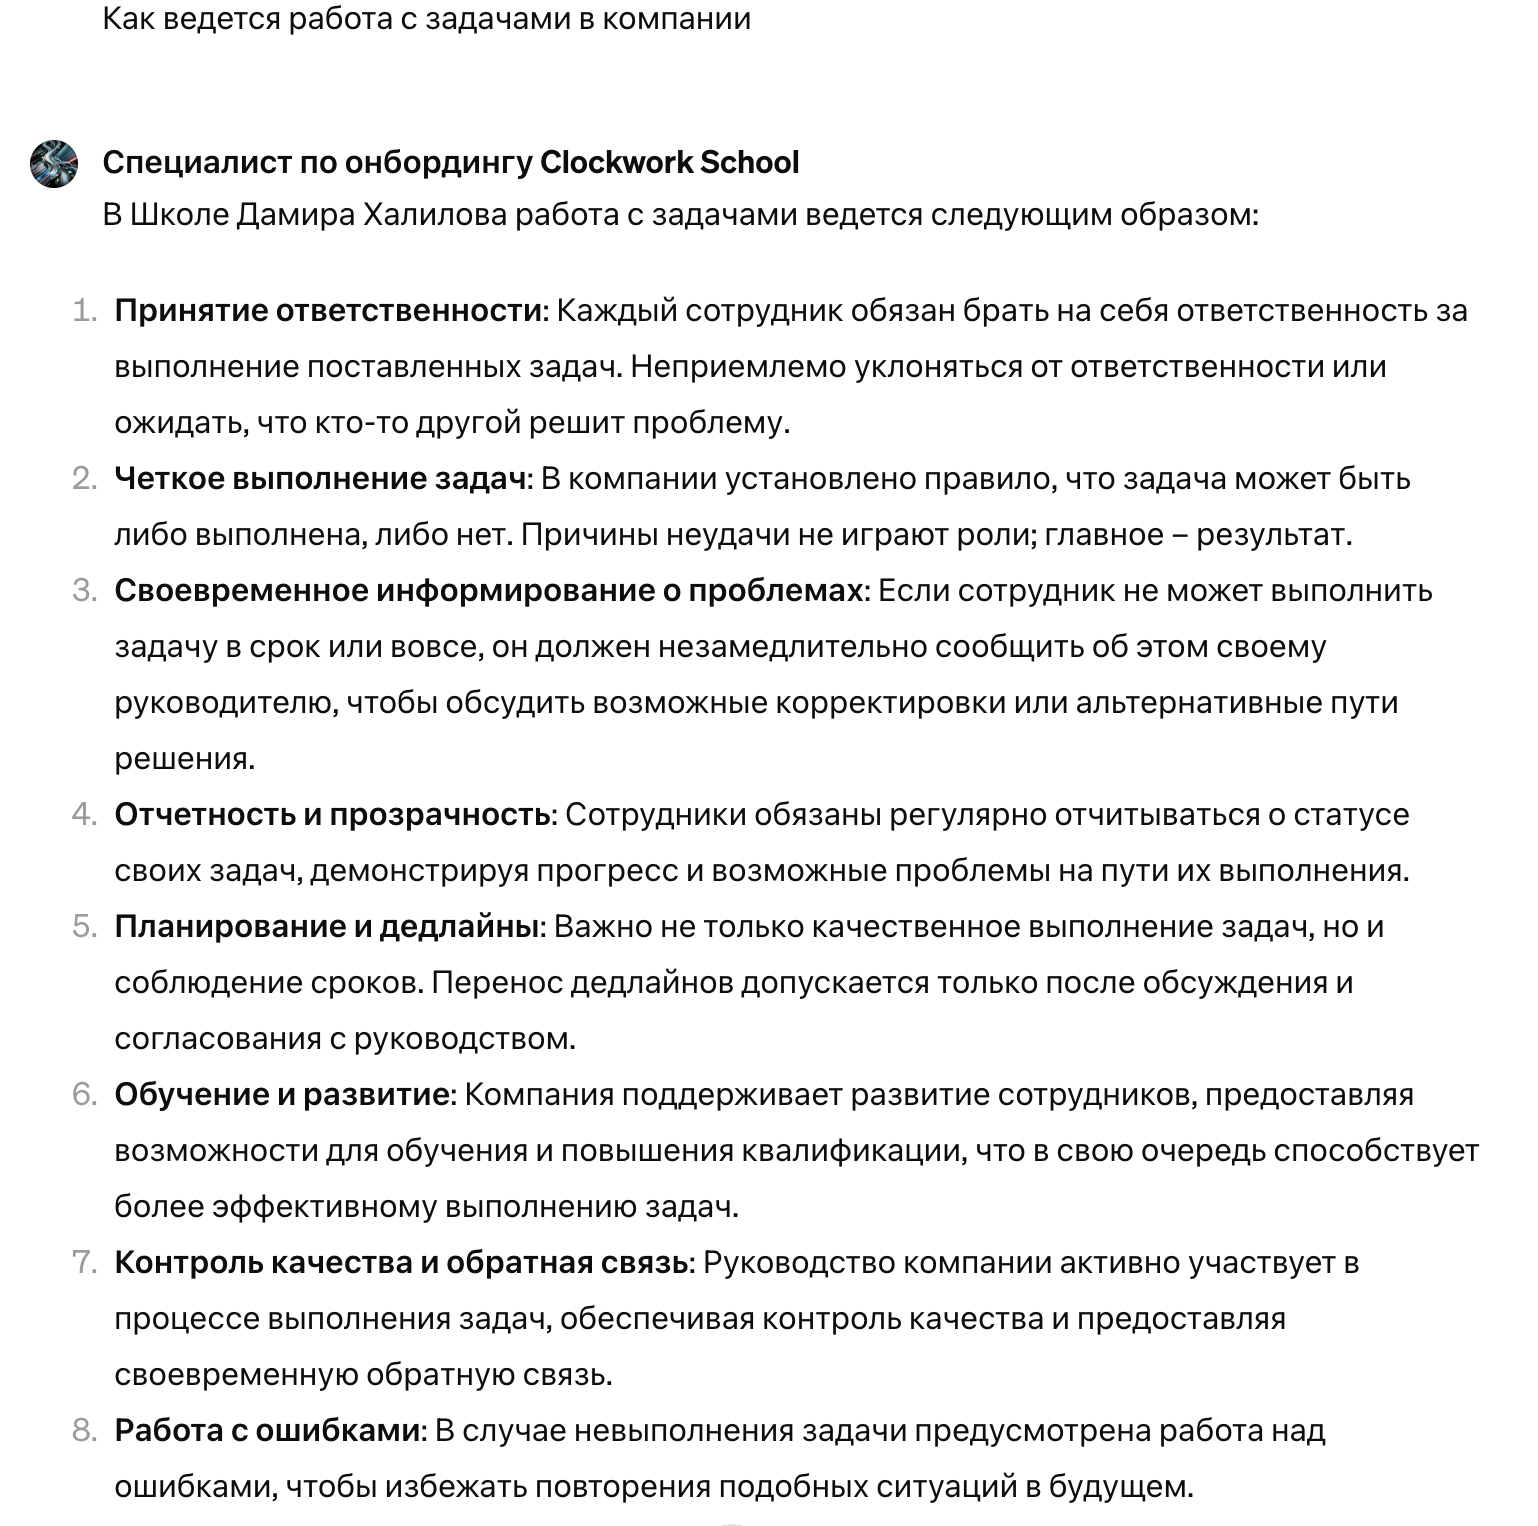 Как ведется работа с задачами в компании
Специалист по онбордингу Clockwork School
В Школе Дамира Халилова работа с задачами ведется следующим образом:
1. Принятие ответственности: Каждый сотрудник обязан брать на себя ответственность за
выполнение поставленных задач. Неприемлемо уклоняться от ответственности или
ожидать, что кто-то другой решит проблему.
2. Четкое выполнение задач: В компании установлено правило, что задача может быть
либо выполнена, либо нет. Причины неудачи не играют роли; главное – результат.
3. Своевременное информирование о проблемах: Если сотрудник не может выполнить
задачу в срок или вовсе, он должен незамедлительно сообщить об этом своему
руководителю, чтобы обсудить возможные корректировки или альтернативные пути
решения.
4. Отчетность и прозрачность: Сотрудники обязаны регулярно отчитываться о статусе
своих задач, демонстрируя прогресс и возможные проблемы на пути их выполнения.
5. Планирование и дедлайны: Важно не только качественное выполнение задач, но и
соблюдение сроков. Перенос дедлайнов допускается только после обсуждения и
согласования с руководством.
6. Обучение и развитие: Компания поддерживает развитие сотрудников, предоставляя
возможности для обучения и повышения квалификации, что в свою очередь способствует
более эффективному выполнению задач.
7. Контроль качества и обратная связь: Руководство компании активно участвует в
процессе выполнения задач, обеспечивая контроль качества и предоставляя
своевременную обратную связь.
8. Работа с ошибками: В случае невыполнения задачи предусмотрена работа над
ошибками, чтобы избежать повторения подобных ситуаций в будущем.